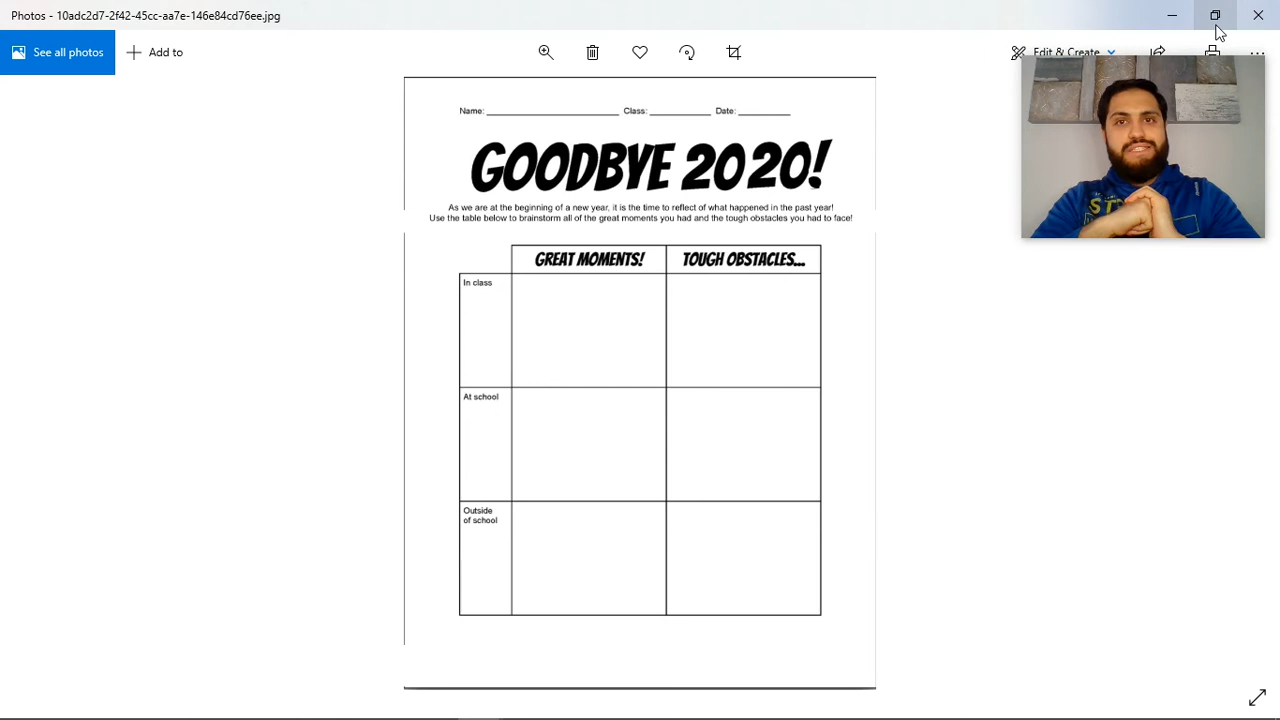 Photos - 10adc2d7-2f42-45cc-aa7e-146e84cd76ee.jpg
See all photos
Add to
Edit & Create
Name: Class: Date:
GOODBYE 2020!
As we are at the beginning of a new year, it is the time to reflect of what happened in the past year!
Use the table below to brainstorm all of the great moments you had and the tough obstacles you had to face!
GREAT MOMENTS! TOUGH OBSTACLES...
In class
At school
Outside
of school